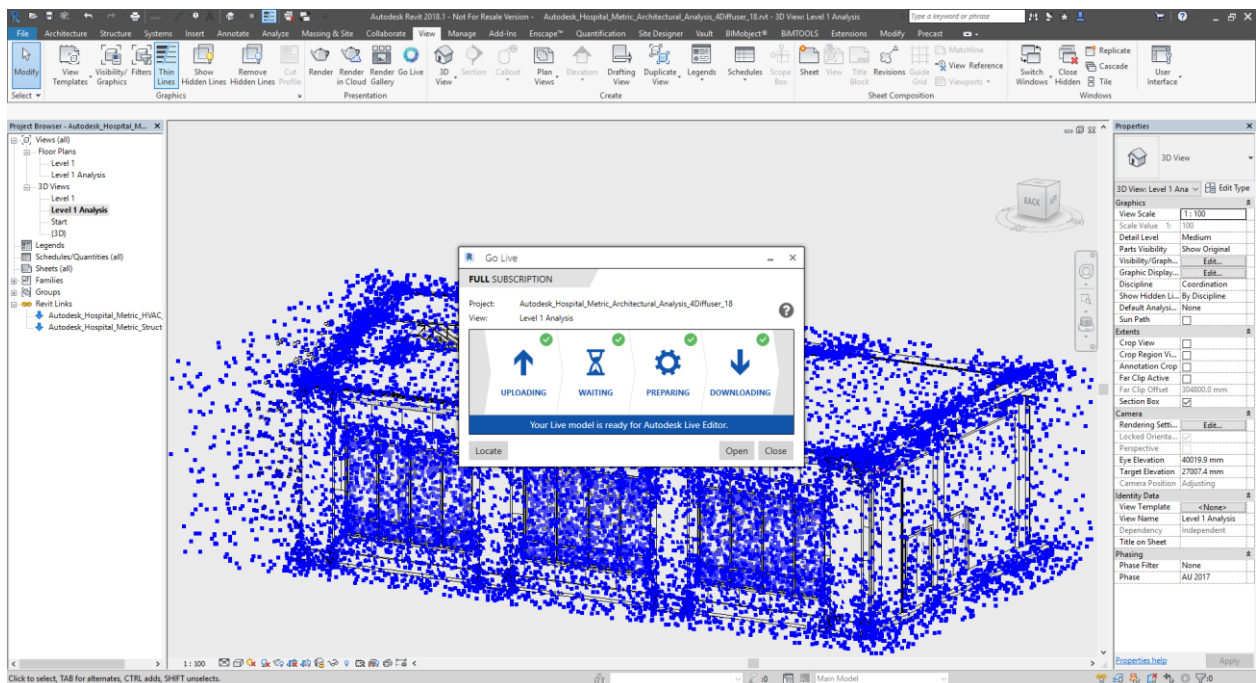 Autodesk Revit 2018.1 - Not For Resale Version - Autodesk_Hospital_Metric_Architectural_Analysis_4Diffuser_18.rvt - 3D View: Level 1 Analysis
Type a keyword or phrase
File Architecture Structure Systems Insert Annotate Analyze Massing & Site Collaborate View Manage Add-Ins Enscape™ Quantification Site Designer Vault BIMobject® BiMTOOLS Extensions Modify Precast
Modify
View Templates
Visibility/ Graphics
Filters
Thin Lines
Show Hidden Lines
Remove Hidden Lines
Cut Profile
Render
Render in Cloud
Render Gallery
Go Live
3D View
Section
Callout
Plan Views
Elevation
Drafting View
Duplicate View
Legends
Schedules
Scope Box
Sheet
View
Title Block
Revisions
Guide Grid
Matchline
View Reference
Viewports
Switch Windows
Close Hidden
Replicate
Cascade
Tile
User Interface
Select
Graphics
Presentation
Create
Sheet Composition
Windows
Project Browser - Autodesk_Hospital_M...
Views (all)
Floor Plans
Level 1
Level 1 Analysis
3D Views
Level 1
Level 1 Analysis
Start
{3D}
Legends
Schedules/Quantities (all)
Sheets (all)
Families
Groups
Revit Links
Autodesk_Hospital_Metric_HVAC_
Autodesk_Hospital_Metric_Struct
BACK
UP
Go Live
FULL SUBSCRIPTION
Project: Autodesk_Hospital_Metric_Architectural_Analysis_4Diffuser_18
View: Level 1 Analysis
UPLOADING WAITING PREPARING DOWNLOADING
Your Live model is ready for Autodesk Live Editor.
Locate Open Close
Properties
3D View
3D View: Level 1 Ana Edit Type
Graphics
View Scale 1 : 100
Scale Value 1: 100
Detail Level Medium
Parts Visibility Show Original
Visibility/Graph... Edit...
Graphic Display... Edit...
Discipline Coordination
Show Hidden Li... By Discipline
Default Analysi... None
Sun Path
Extents
Crop View
Crop Region Vi...
Annotation Crop
Far Clip Active
Far Clip Offset 304800.0 mm
Section Box
Camera
Rendering Setti... Edit...
Locked Orienta...
Perspective
Eye Elevation 40019.9 mm
Target Elevation 27007.4 mm
Camera Position Adjusting
Identity Data
View Template <None>
View Name Level 1 Analysis
Dependency Independent
Title on Sheet
Phasing
Phase Filter None
Phase AU 2017
Properties help Apply
1 : 100
Click to select, TAB for alternates, CTRL adds, SHIFT unselects.
:0
Main Model
:0